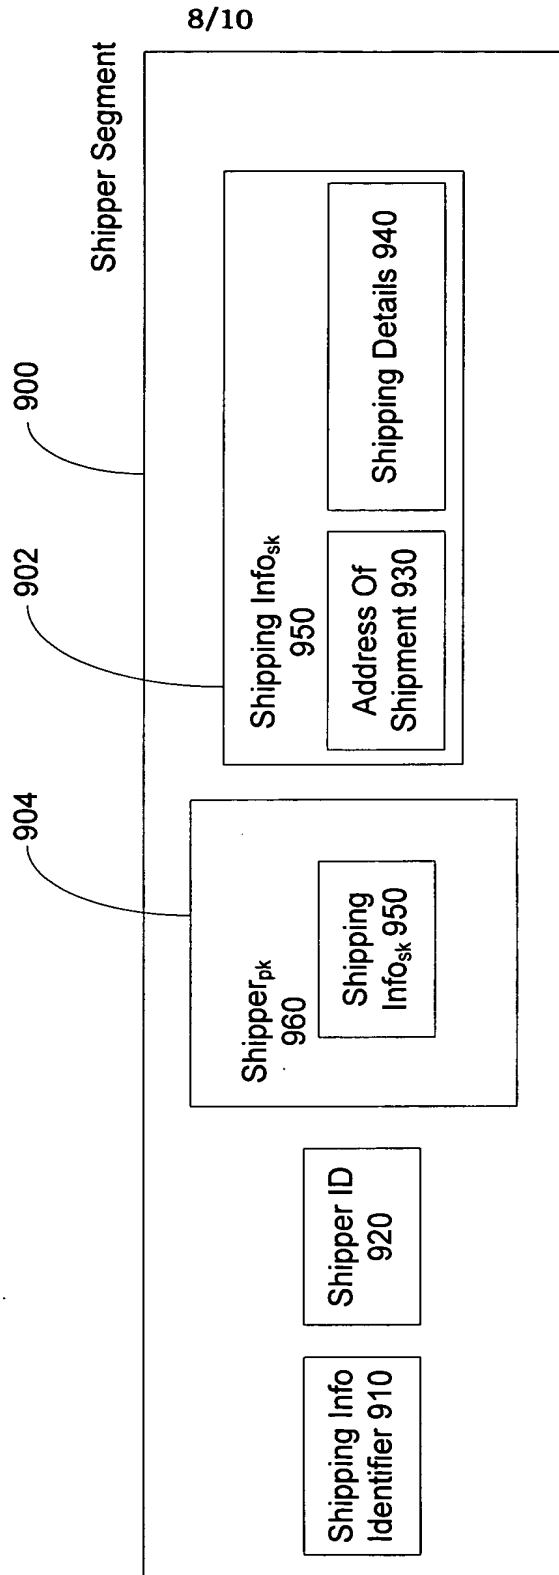 8/10
Shipper Segment
900
902
904
Shipping Info
Identifier 910
Shipper ID
920
Shipper_pk
960
Shipping
Info_sk 950
Shipping Info_sk
950
Address Of
Shipment 930
Shipping Details 940